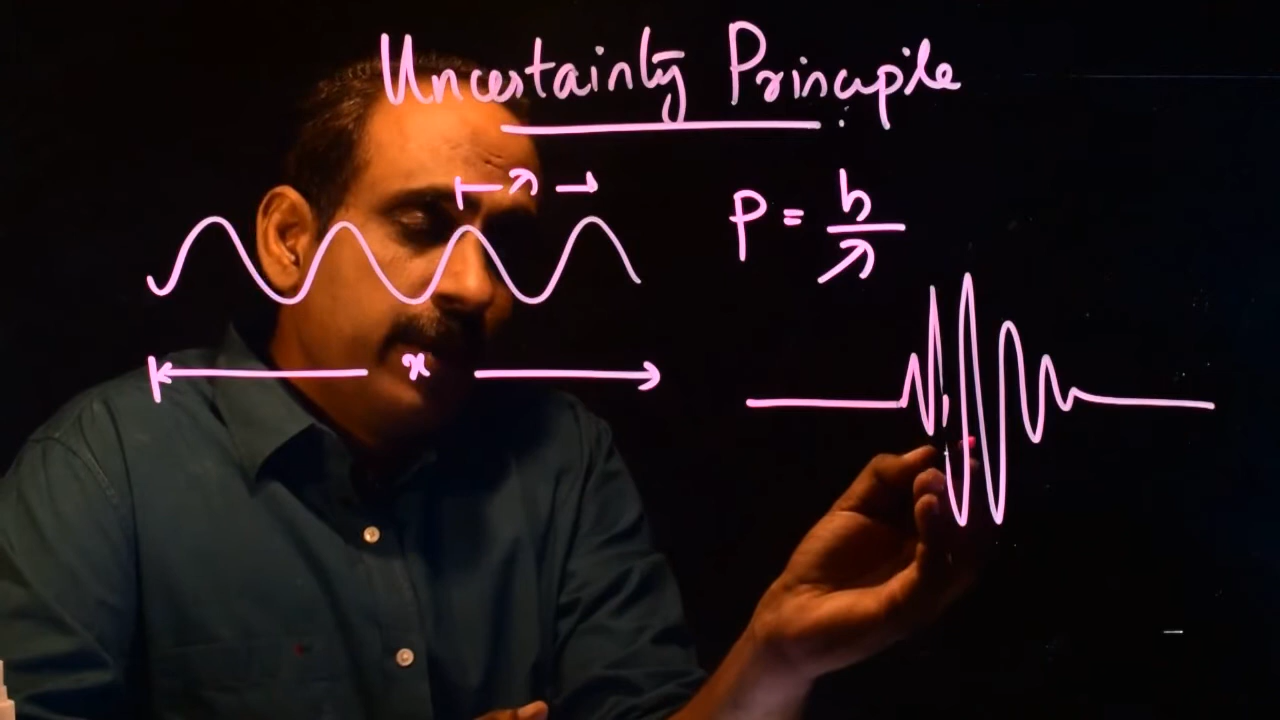 Uncertainty Principle
λ
P = h/λ
x